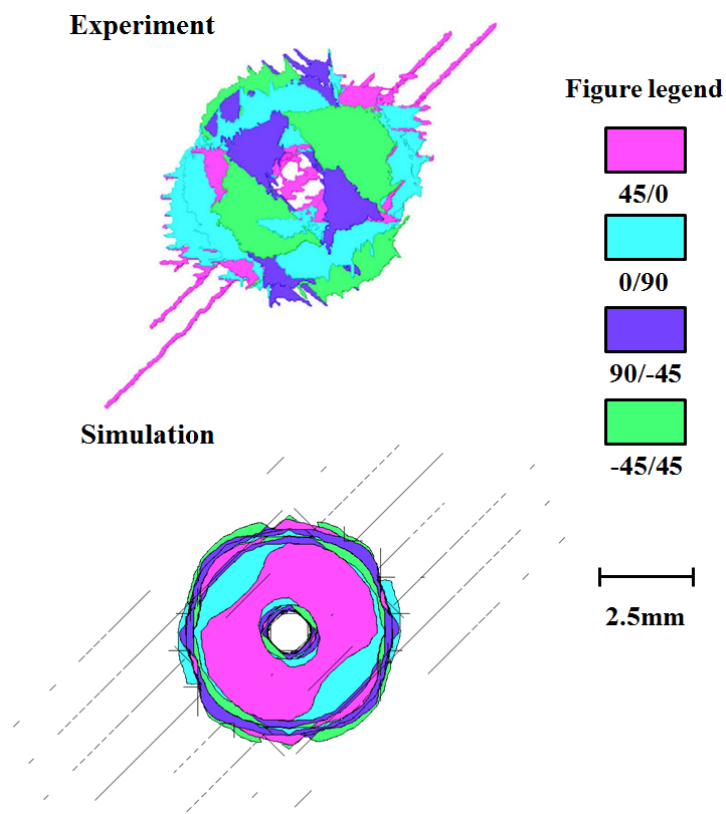 Experiment
Figure legend
45/0
0/90
90/-45
-45/45
Simulation
2.5mm